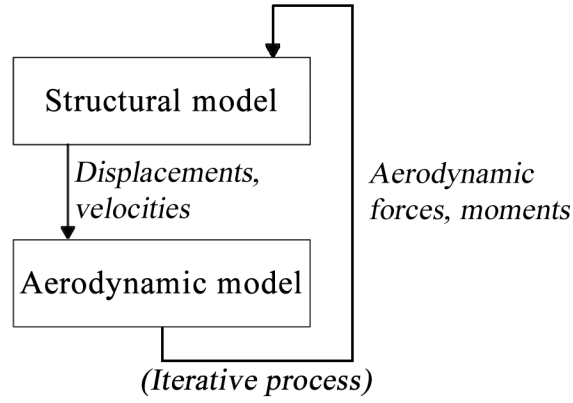 Structural model
Displacements,
velocities
Aerodynamic
forces, moments
Aerodynamic model
(Iterative process)